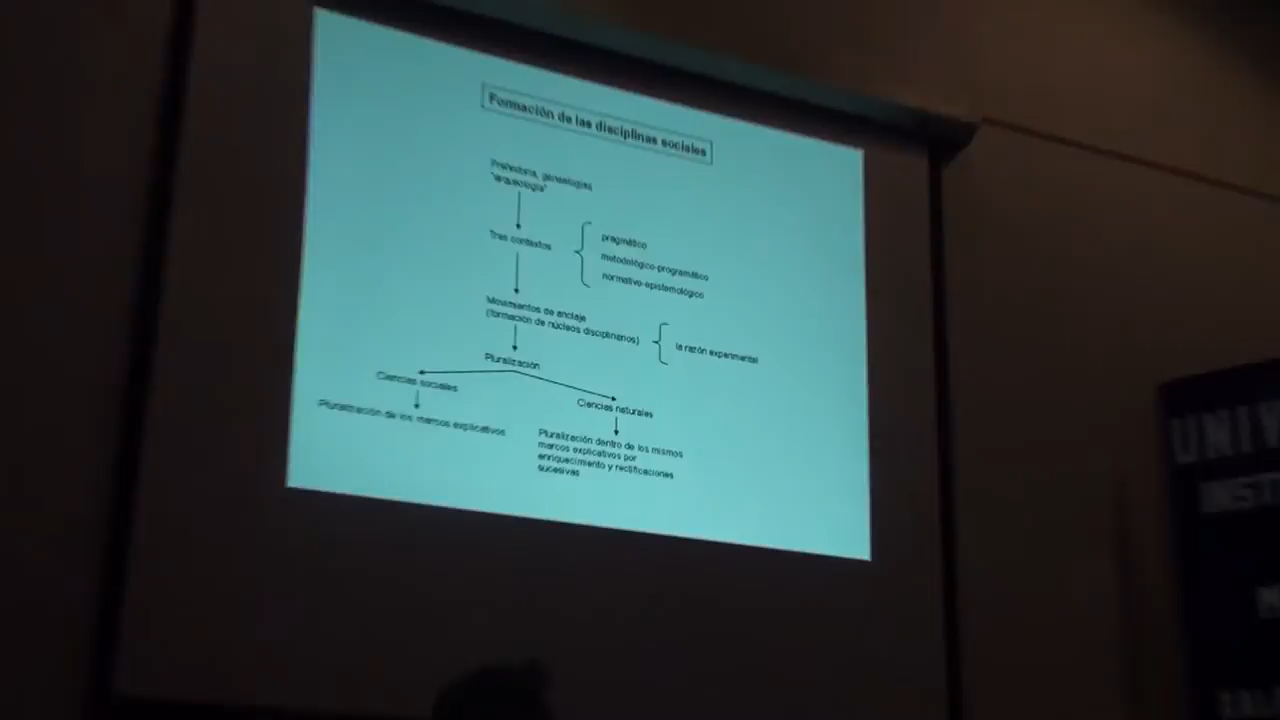 Formación de las disciplinas sociales
Prehistoria, genealogías,
"arqueología"
Tres contextos
pragmático
metodológico-programático
normativo-epistemológico
Movimientos de anclaje
(formación de núcleos disciplinarios)
la razón experimental
Pluralización
Ciencias sociales
Ciencias naturales
Pluralización de los marcos explicativos
Pluralización dentro de los mismos
marcos explicativos por
enriquecimiento y rectificaciones
sucesivas
UNIV
INST